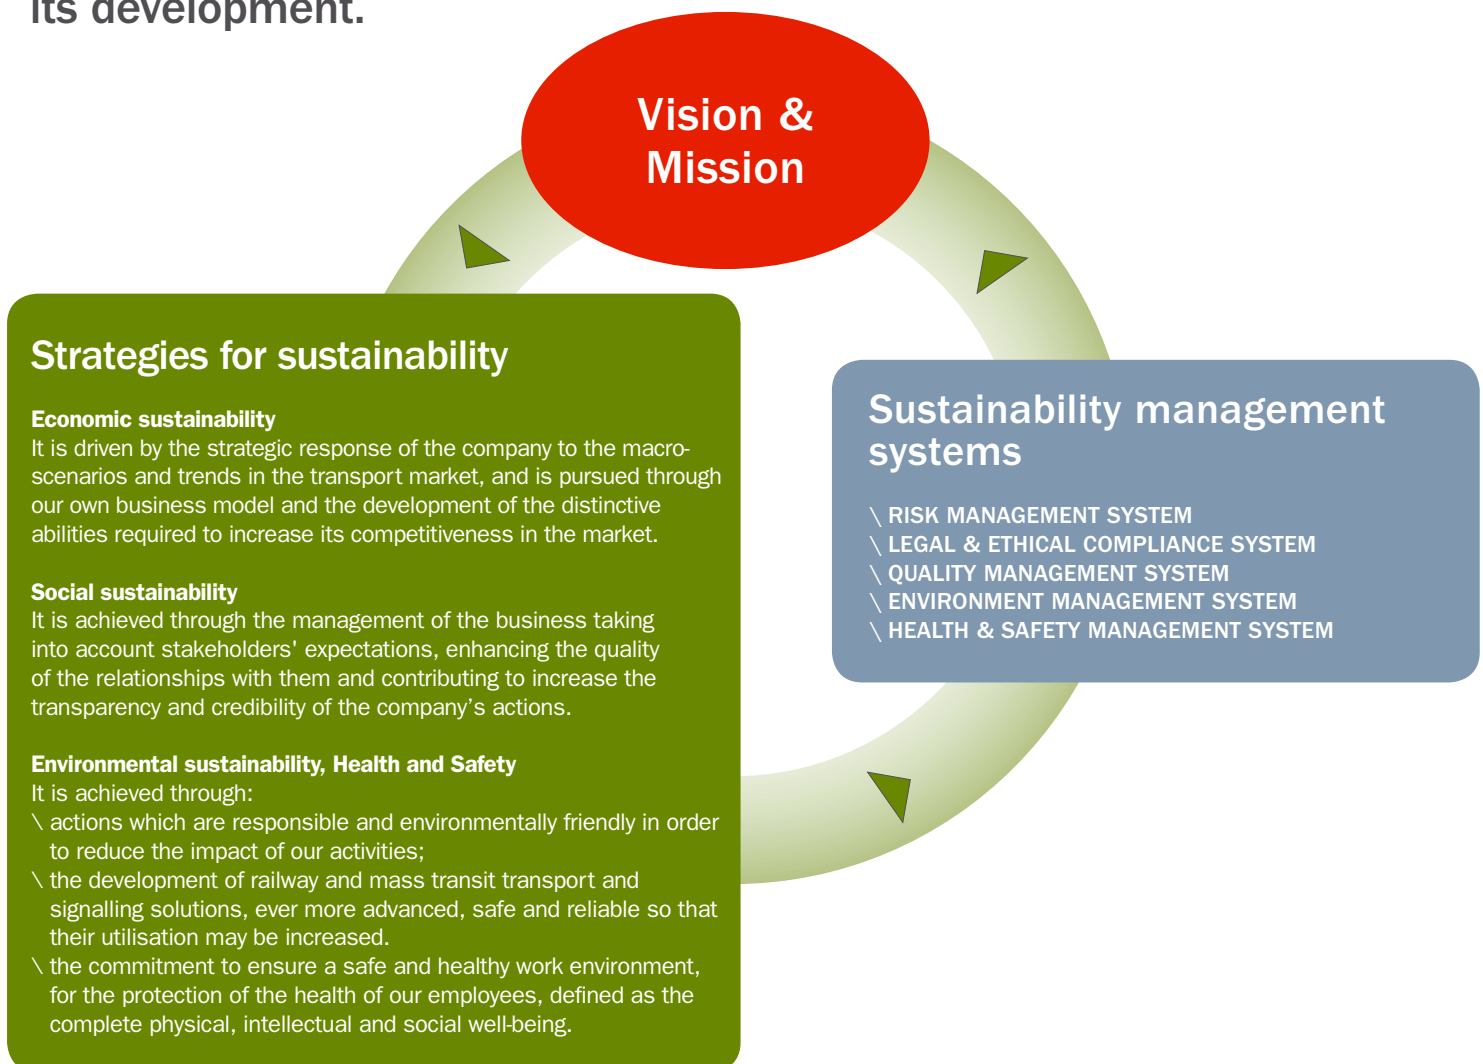 its development.
Vision &
Mission
Strategies for sustainability
Economic sustainability
It is driven by the strategic response of the company to the macro-
scenarios and trends in the transport market, and is pursued through
our own business model and the development of the distinctive
abilities required to increase its competitiveness in the market.
Social sustainability
It is achieved through the management of the business taking
into account stakeholders' expectations, enhancing the quality
of the relationships with them and contributing to increase the
transparency and credibility of the company’s actions.
Environmental sustainability, Health and Safety
It is achieved through:
\ actions which are responsible and environmentally friendly in order
to reduce the impact of our activities;
\ the development of railway and mass transit transport and
signalling solutions, ever more advanced, safe and reliable so that
their utilisation may be increased.
\ the commitment to ensure a safe and healthy work environment,
for the protection of the health of our employees, defined as the
complete physical, intellectual and social well-being.
Sustainability management
systems
\ RISK MANAGEMENT SYSTEM
\ LEGAL & ETHICAL COMPLIANCE SYSTEM
\ QUALITY MANAGEMENT SYSTEM
\ ENVIRONMENT MANAGEMENT SYSTEM
\ HEALTH & SAFETY MANAGEMENT SYSTEM